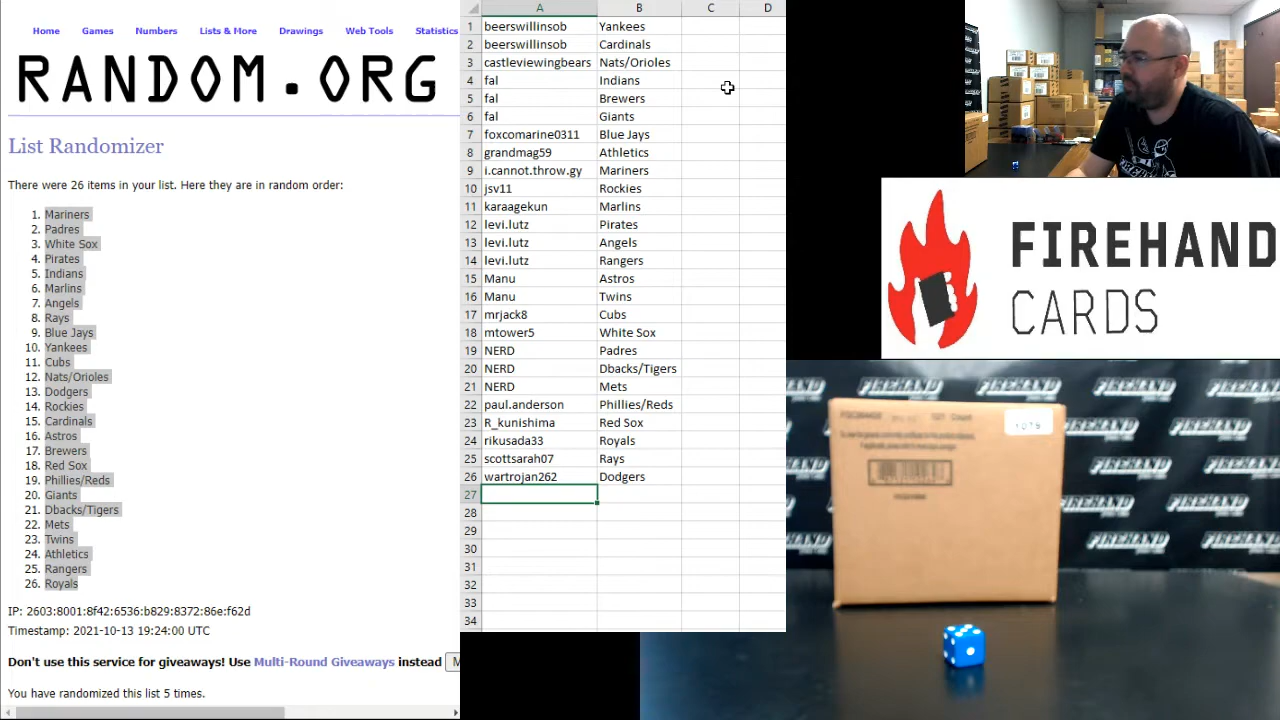 Home Games Numbers Lists & More Drawings Web Tools Statistics
RANDOM.ORG
List Randomizer
There were 26 items in your list. Here they are in random order:
1. Mariners
2. Padres
3. White Sox
4. Pirates
5. Indians
6. Marlins
7. Angels
8. Rays
9. Blue Jays
10. Yankees
11. Cubs
12. Nats/Orioles
13. Dodgers
14. Rockies
15. Cardinals
16. Astros
17. Brewers
18. Red Sox
19. Phillies/Reds
20. Giants
21. Dbacks/Tigers
22. Mets
23. Twins
24. Athletics
25. Rangers
26. Royals
IP: 2603:8001:8f42:6536:b829:8372:86e:f62d
Timestamp: 2021-10-13 19:24:00 UTC
Don't use this service for giveaways! Use Multi-Round Giveaways instead
You have randomized this list 5 times.
A B C D
1 beerswillinsob Yankees
2 beerswillinsob Cardinals
3 castleviewingbears Nats/Orioles
4 fal Indians
5 fal Brewers
6 fal Giants
7 foxcomarine0311 Blue Jays
8 grandmag59 Athletics
9 i.cannot.throw.gy Mariners
10 jsv11 Rockies
11 karaagekun Marlins
12 levi.lutz Pirates
13 levi.lutz Angels
14 levi.lutz Rangers
15 Manu Astros
16 Manu Twins
17 mrjack8 Cubs
18 mtower5 White Sox
19 NERD Padres
20 NERD Dbacks/Tigers
21 NERD Mets
22 paul.anderson Phillies/Reds
23 R_kunishima Red Sox
24 rikusada33 Royals
25 scottsarah07 Rays
26 wartrojan262 Dodgers
27
28
29
30
31
32
33
34
FIREHAND
CARDS
FIREHAND
FIREHAND
FIREHAND
FIREHAND
FIREHAND
FIREHAND
Count